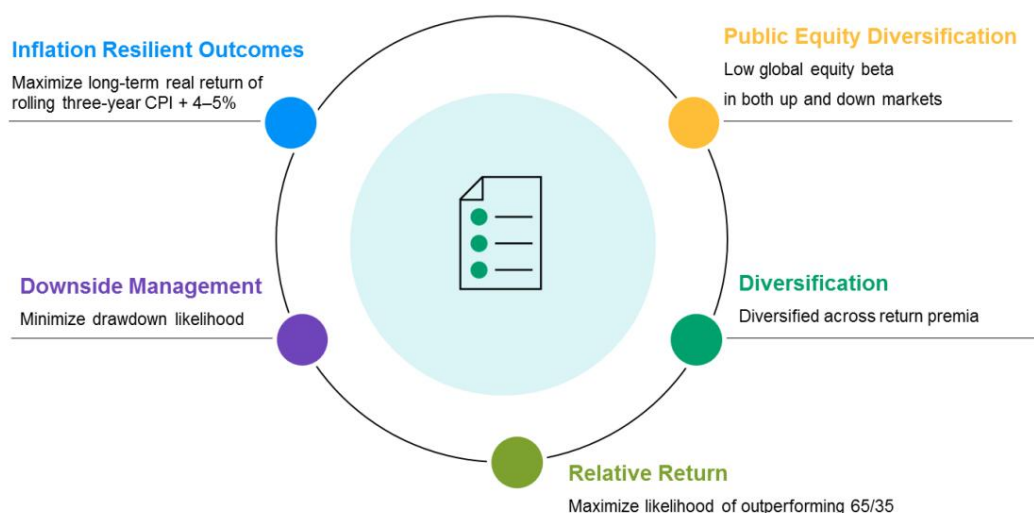 Inflation Resilient Outcomes
Maximize long-term real return of
rolling three-year CPI + 4–5%
Public Equity Diversification
Low global equity beta
in both up and down markets
Downside Management
Minimize drawdown likelihood
Diversification
Diversified across return premia
Relative Return
Maximize likelihood of outperforming 65/35